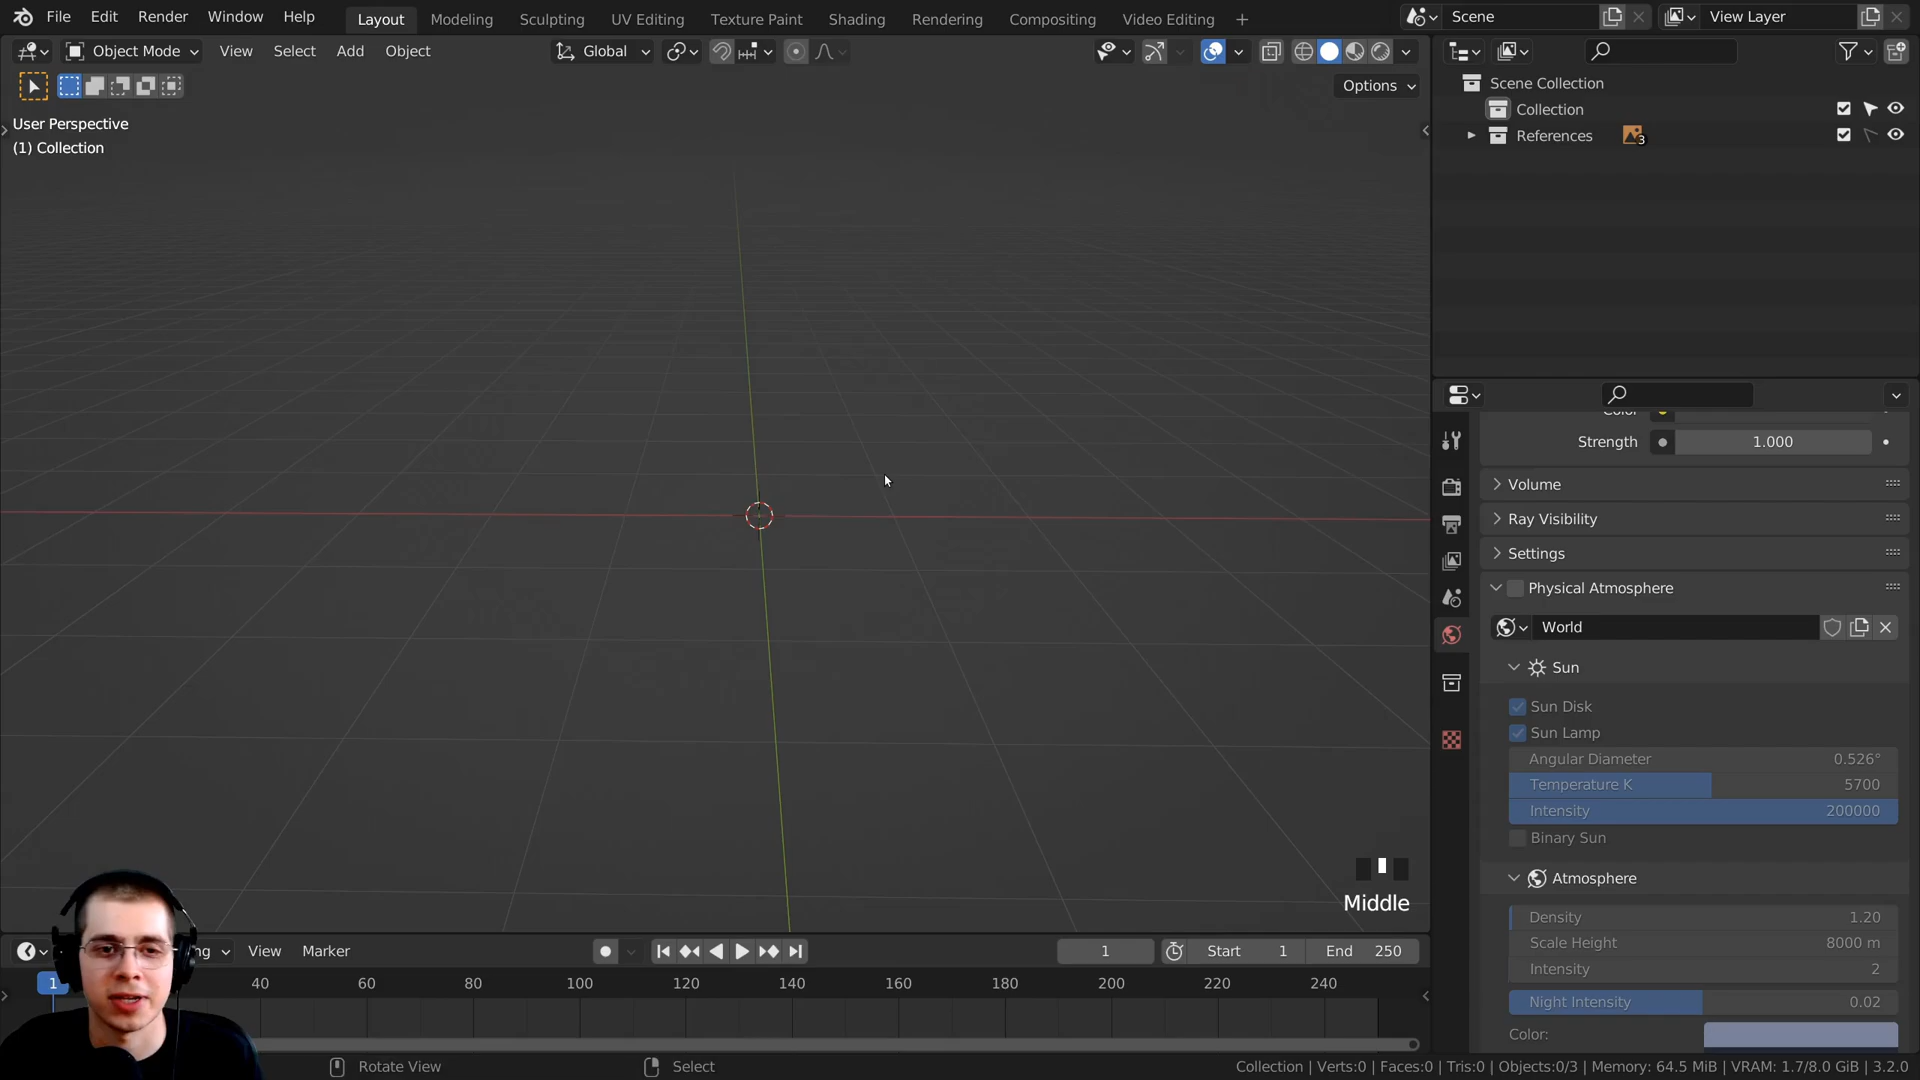 File Edit Render Window Help Layout Modeling Sculpting UV Editing Texture Paint Shading Rendering Compositing Video Editing + Scene View Layer
Object Mode View Select Add Object Global
Options
User Perspective
(1) Collection
Scene Collection
Collection
References 3
Strength 1.000
Volume
Ray Visibility
Settings
Physical Atmosphere
World
Sun
Sun Disk
Sun Lamp
Angular Diameter 0.526°
Temperature K 5700
Intensity 200000
Binary Sun
Atmosphere
Density 1.20
Scale Height 8000 m
Intensity 2
Night Intensity 0.02
Color:
Middle
View Marker 1 Start 1 End 250
1 40 60 80 100 120 140 160 180 200 220 240
Rotate View Select Collection | Verts:0 | Faces:0 | Tris:0 | Objects:0/3 | Memory: 64.5 MiB | VRAM: 1.7/8.0 GiB | 3.2.0